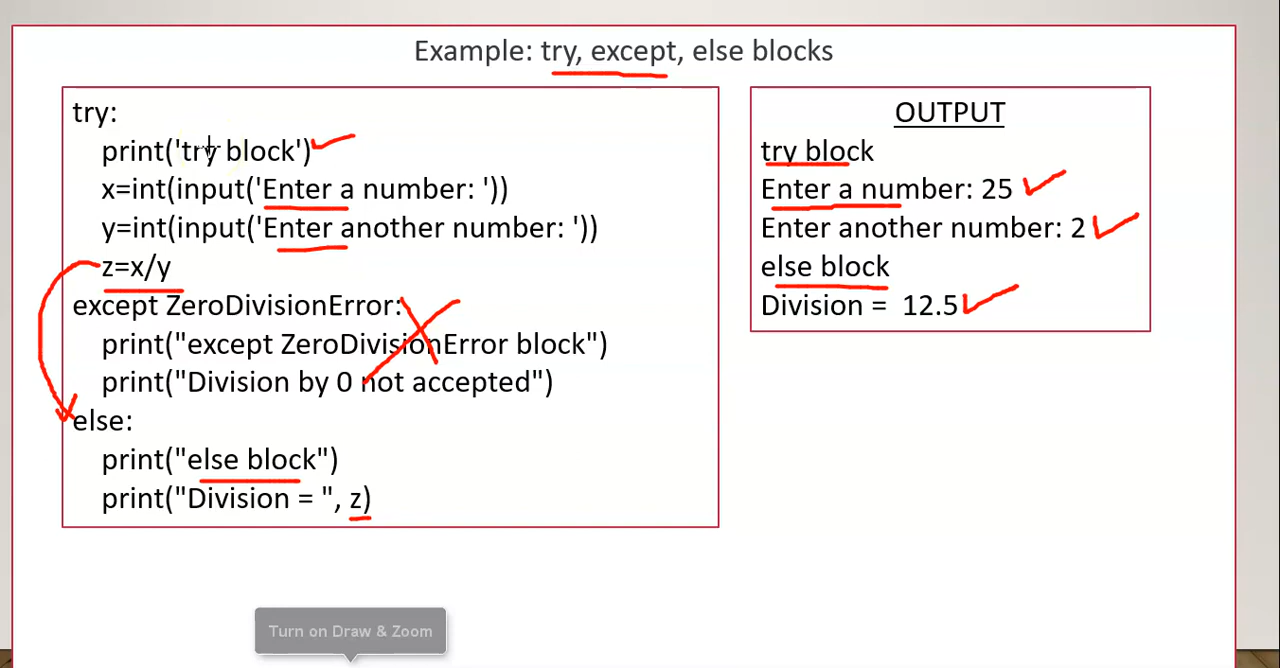 Example: try, except, else blocks
try:
print('try block')
x=int(input('Enter a number: '))
y=int(input('Enter another number: '))
z=x/y
except ZeroDivisionError:
print("except ZeroDivisionError block")
print("Division by 0 not accepted")
else:
print("else block")
print("Division = ", z)
OUTPUT
try block
Enter a number: 25
Enter another number: 2
else block
Division =  12.5
Turn on Draw & Zoom